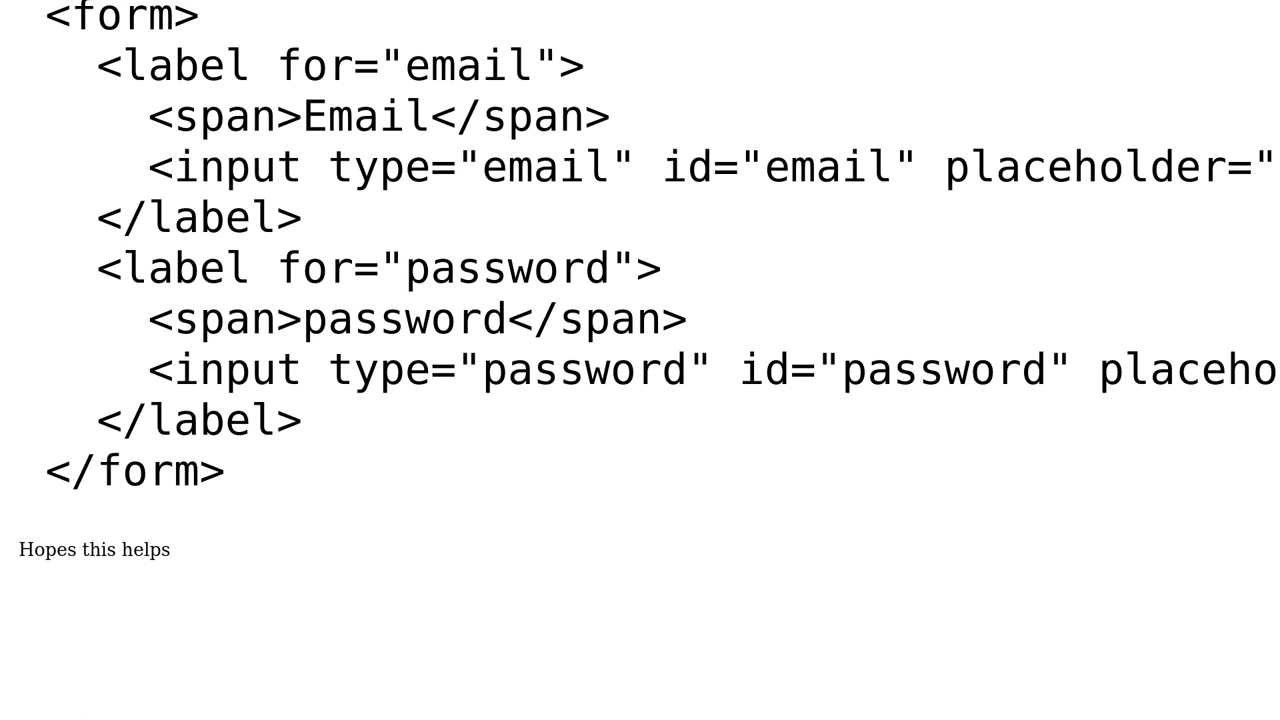 <form>
<label for="email">
<span>Email</span>
<input type="email" id="email" placeholder="
</label>
<label for="password">
<span>password</span>
<input type="password" id="password" placeho
</label>
</form>
Hopes this helps